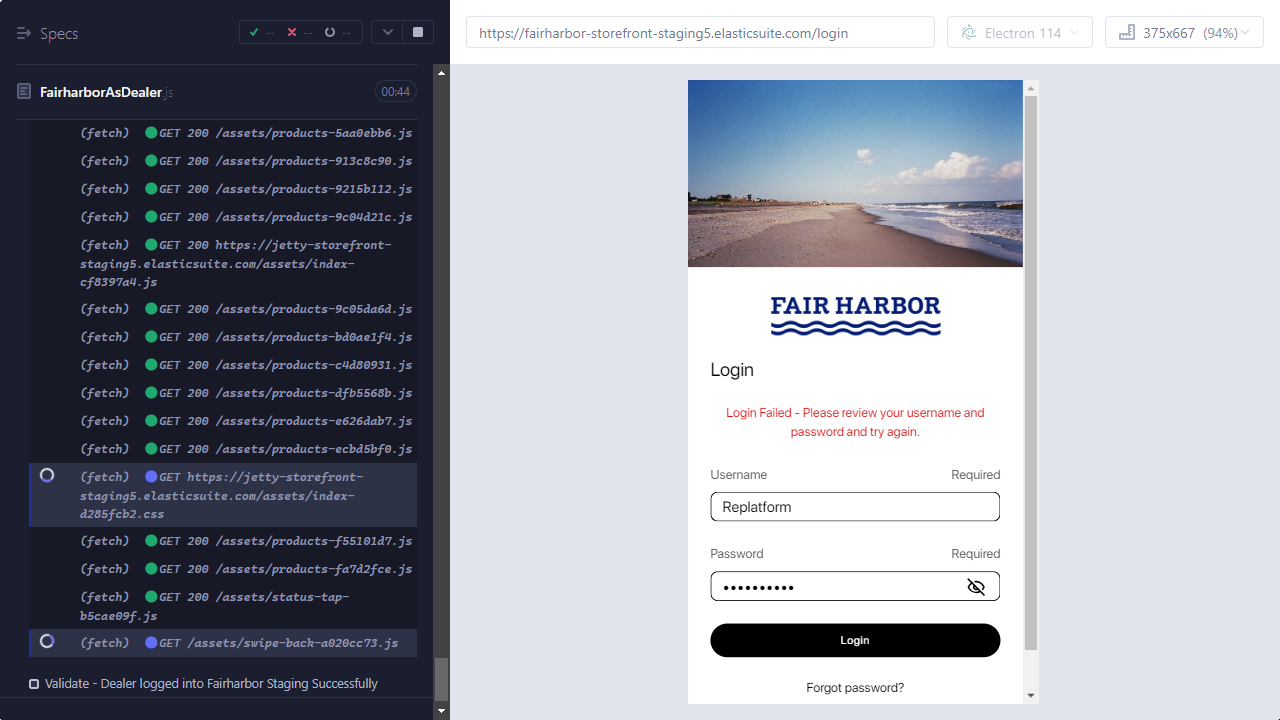 Specs
-- -- --
FairharborAsDealer.js 00:44
(fetch) GET 200 /assets/products-5aa0ebb6.js
(fetch) GET 200 /assets/products-913c8c90.js
(fetch) GET 200 /assets/products-9215b112.js
(fetch) GET 200 /assets/products-9c04d21c.js
(fetch) GET 200 https://jetty-storefront-
staging5.elasticsuite.com/assets/index-
cf8397a4.js
(fetch) GET 200 /assets/products-9c05da6d.js
(fetch) GET 200 /assets/products-bd0ae1f4.js
(fetch) GET 200 /assets/products-c4d80931.js
(fetch) GET 200 /assets/products-dfb5568b.js
(fetch) GET 200 /assets/products-e626dab7.js
(fetch) GET 200 /assets/products-ecbd5bf0.js
(fetch) GET https://jetty-storefront-
staging5.elasticsuite.com/assets/index-
d285fcb2.css
(fetch) GET 200 /assets/products-f55101d7.js
(fetch) GET 200 /assets/products-fa7d2fce.js
(fetch) GET 200 /assets/status-tap-
b5cae09f.js
(fetch) GET /assets/swipe-back-a020cc73.js
Validate - Dealer logged into Fairharbor Staging Successfully
https://fairharbor-storefront-staging5.elasticsuite.com/login
Electron 114
375x667 (94%)
FAIR HARBOR
Login
Login Failed - Please review your username and
password and try again.
Username Required
Replatform
Password Required
••••••••••
Login
Forgot password?